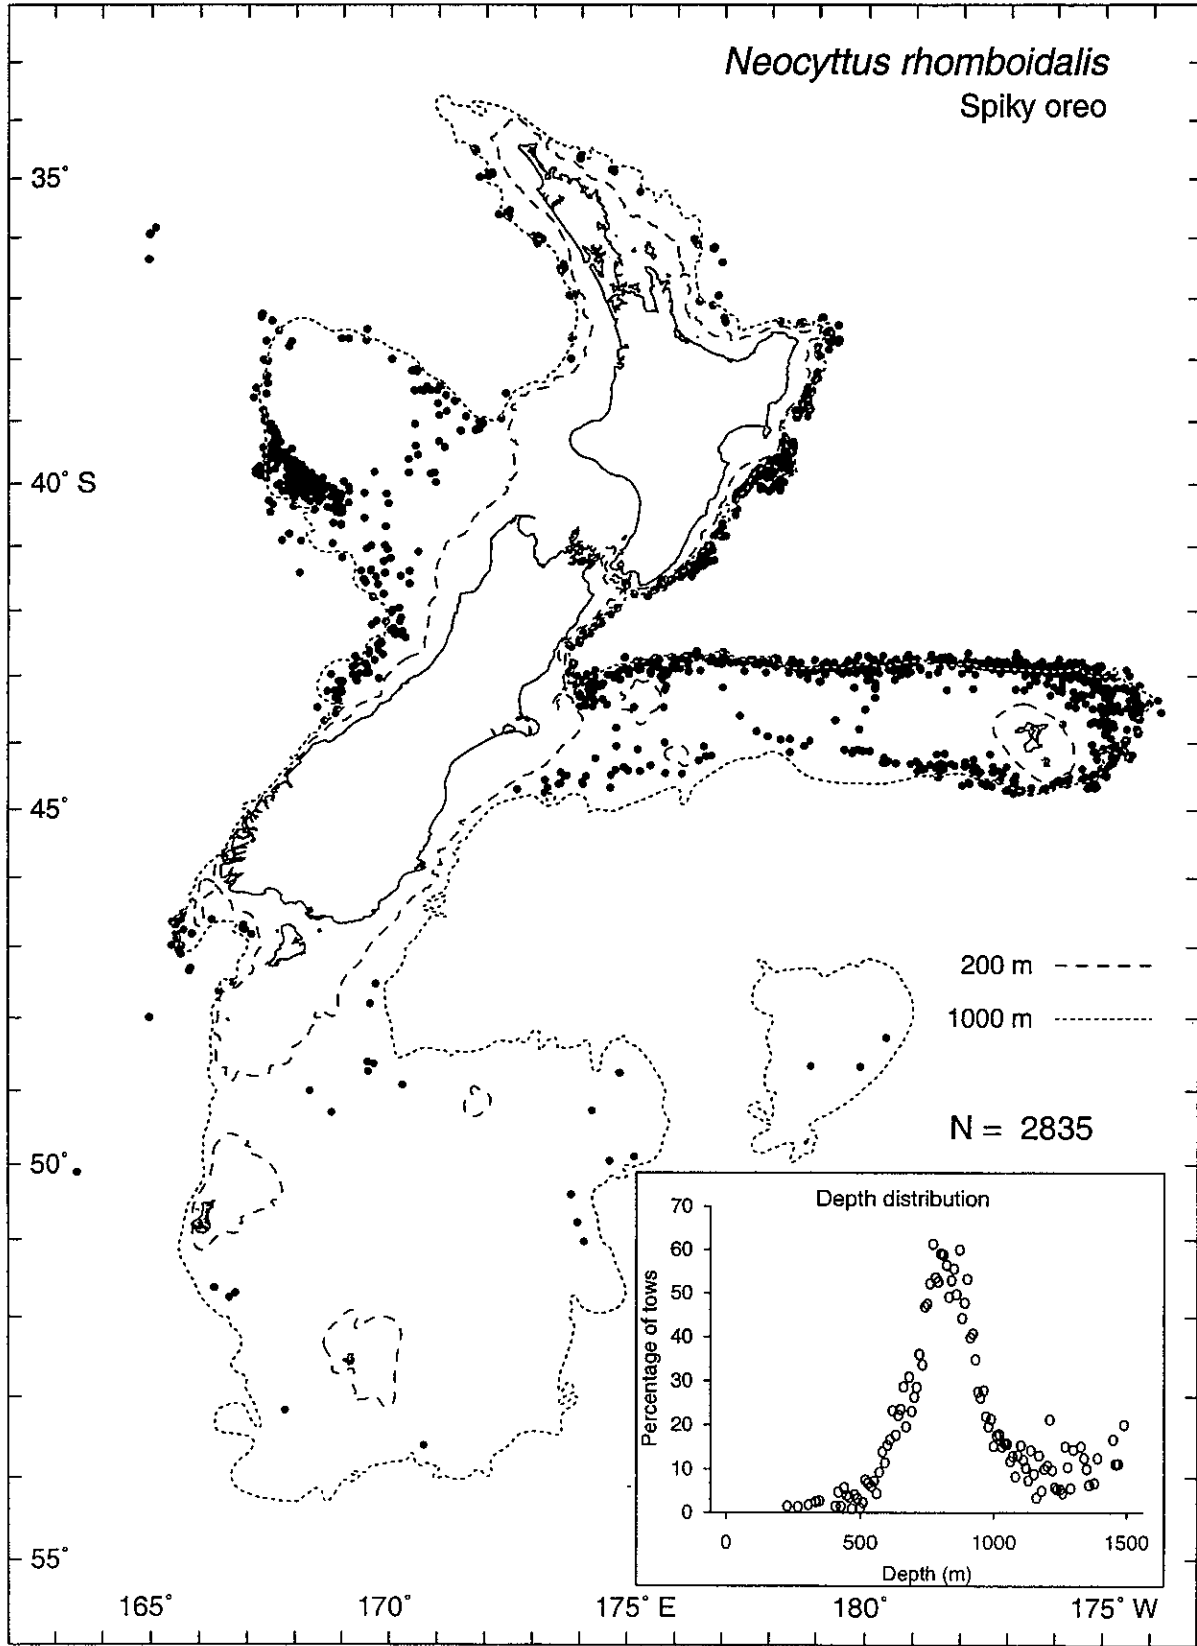 Neocyttus rhomboidalis
Spiky oreo
35°
40° S
45°
200 m
1000 m
N = 2835
50°
Depth distribution
70
60
50
40
30
20
10
0
Percentage of tows
0 500 1000 1500
Depth (m)
55°
165° 170° 175° E 180° 175° W